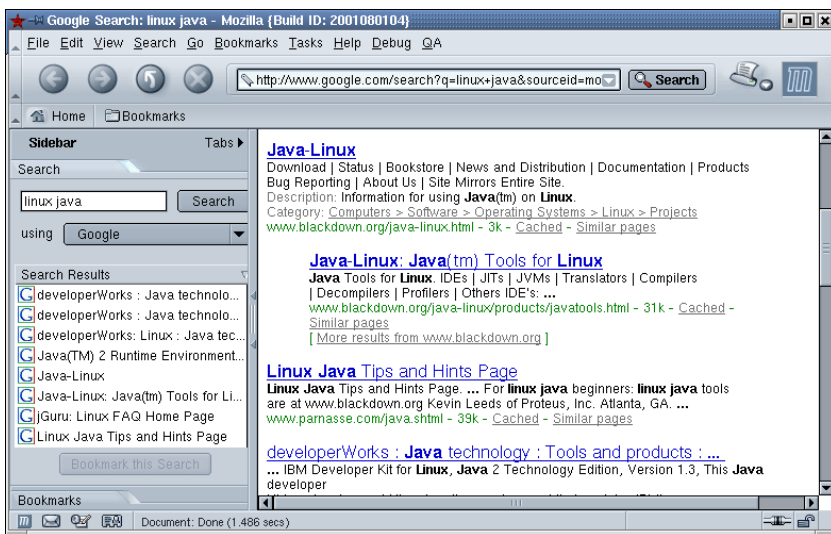 Google Search: linux java - Mozilla {Build ID: 2001080104}
File Edit View Search Go Bookmarks Tasks Help Debug QA
http://www.google.com/search?q=linux+java&sourceid=mo
Search
Home Bookmarks
Sidebar Tabs
Search
linux java Search
using Google
Search Results
developerWorks : Java technolo...
developerWorks : Java technolo...
developerWorks: Linux : Java tec...
Java(TM) 2 Runtime Environment...
Java-Linux
Java-Linux: Java(tm) Tools for Li...
jGuru: Linux FAQ Home Page
Linux Java Tips and Hints Page
Bookmark this Search
Bookmarks
Java-Linux
Download | Status | Bookstore | News and Distribution | Documentation | Products
Bug Reporting | About Us | Site Mirrors Entire Site.
Description: Information for using Java(tm) on Linux.
Category: Computers > Software > Operating Systems > Linux > Projects
www.blackdown.org/java-linux.html - 3k - Cached - Similar pages
Java-Linux: Java(tm) Tools for Linux
Java Tools for Linux. IDEs | JITs | JVMs | Translators | Compilers
| Decompilers | Profilers | Others IDE's: ...
www.blackdown.org/java-linux/products/javatools.html - 31k - Cached -
Similar pages
[ More results from www.blackdown.org ]
Linux Java Tips and Hints Page
Linux Java Tips and Hints Page. ... For linux java beginners: linux java tools
are at www.blackdown.org Kevin Leeds of Proteus, Inc. Atlanta, GA. ...
www.parnasse.com/java.shtml - 39k - Cached - Similar pages
developerWorks : Java technology : Tools and products : ...
... IBM Developer Kit for Linux, Java 2 Technology Edition, Version 1.3, This Java
developer
Document: Done (1.486 secs)